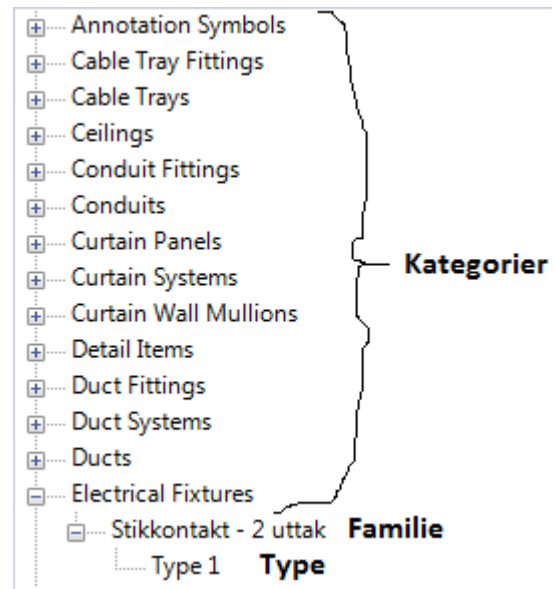 Annotation Symbols
Cable Tray Fittings
Cable Trays
Ceilings
Conduit Fittings
Conduits
Curtain Panels
Curtain Systems
Curtain Wall Mullions
Detail Items
Duct Fittings
Duct Systems
Ducts
Electrical Fixtures
Stikkontakt - 2 uttak Familie
Type 1 Type
Kategorier